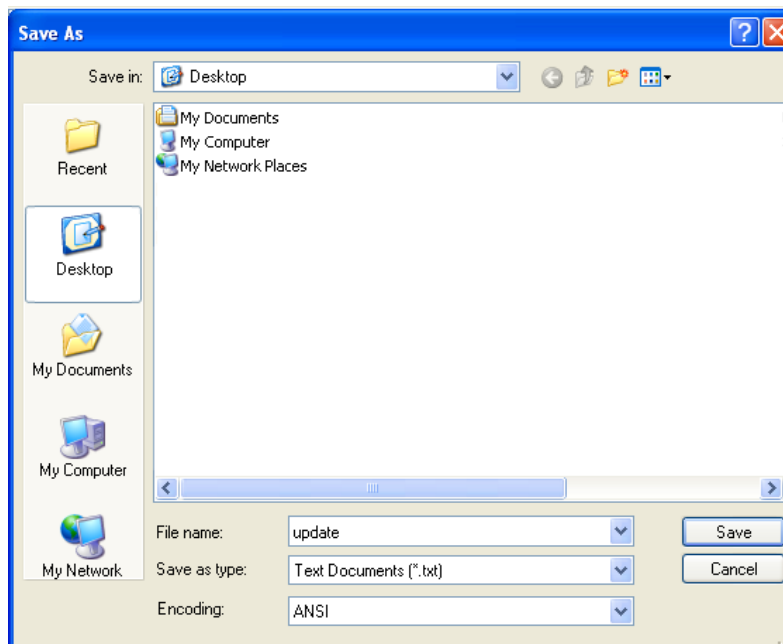 Save As
Save in: Desktop
My Documents
My Computer
My Network Places
Recent
Desktop
My Documents
My Computer
My Network
File name: update Save
Save as type: Text Documents (*.txt) Cancel
Encoding: ANSI